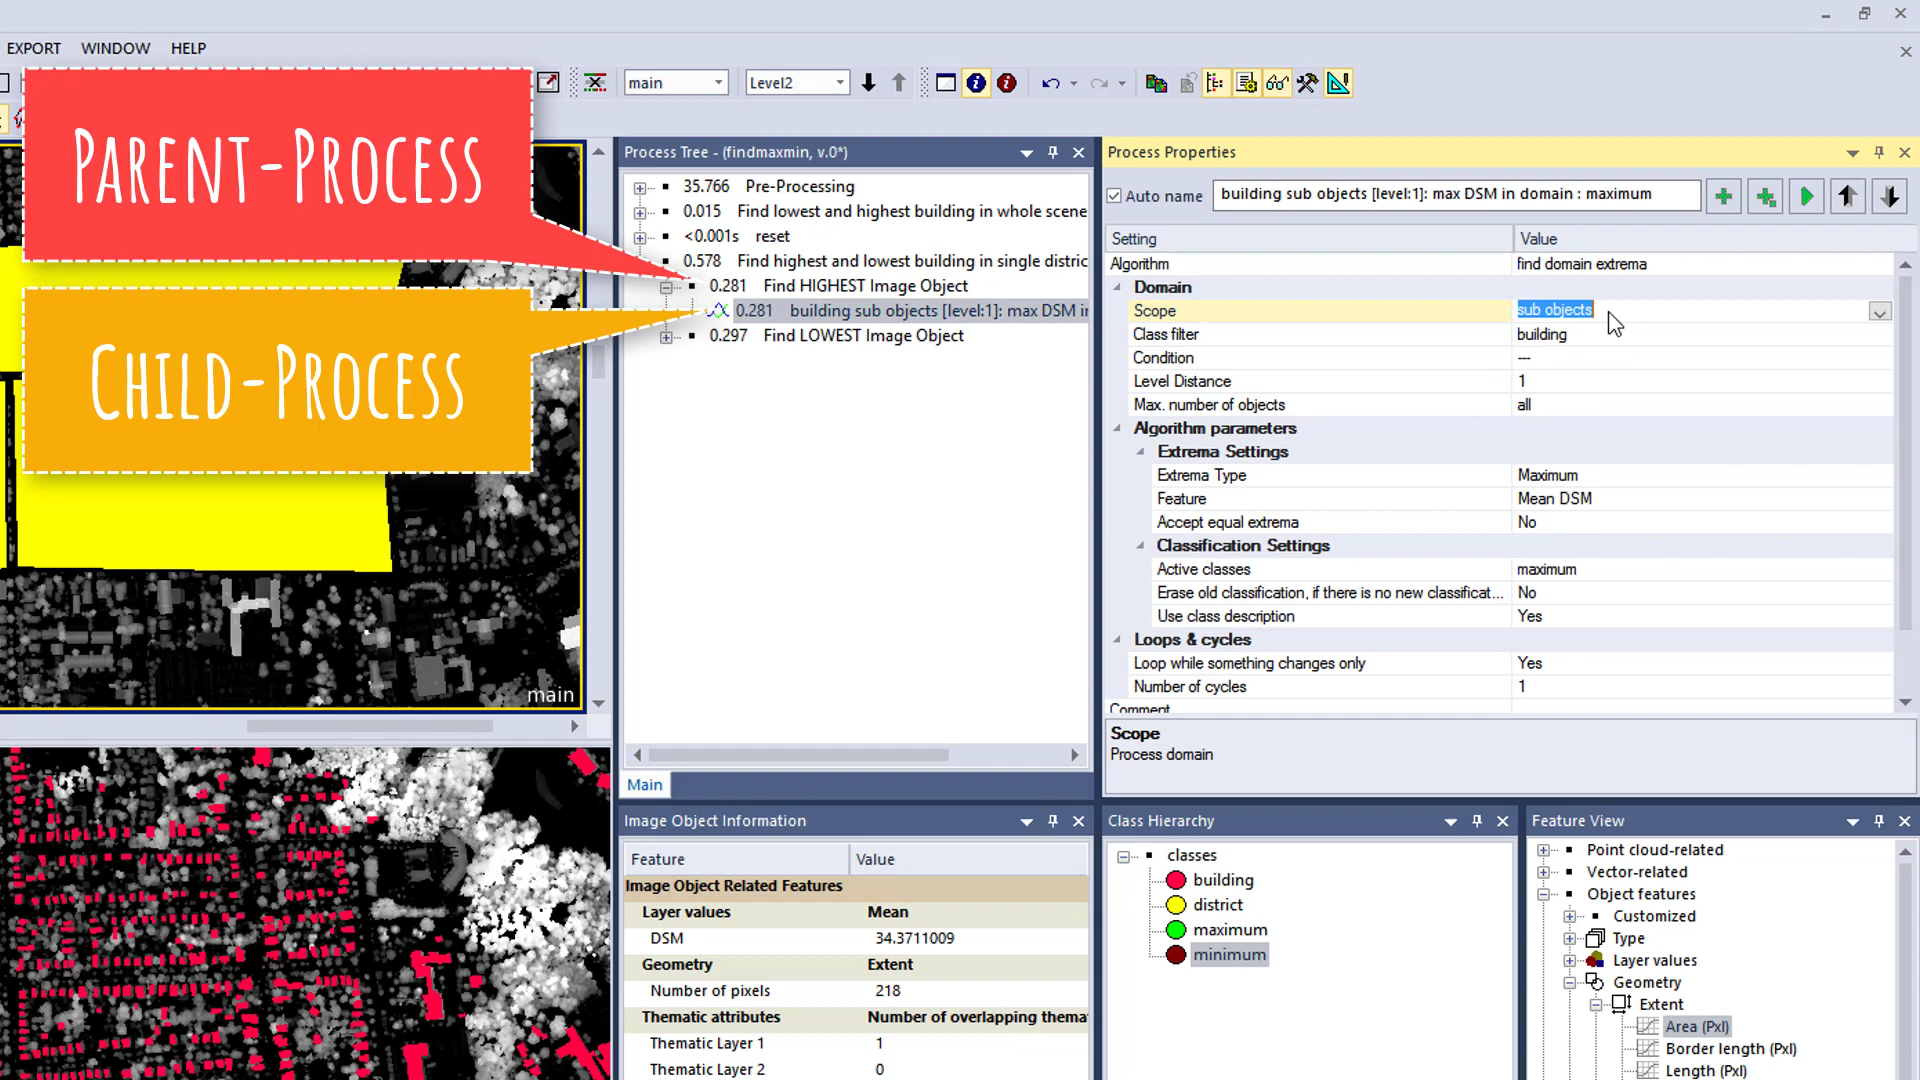 EXPORT WINDOW HELP
main Level2
PARENT-PROCESS
CHILD-PROCESS
main
Process Tree - (findmaxmin, v.0*)
35.766 Pre-Processing
0.015 Find lowest and highest building in whole scene
<0.001s reset
0.578 Find highest and lowest building in single distric
0.281 Find HIGHEST Image Object
0.281 building sub objects [level:1]: max DSM in
0.297 Find LOWEST Image Object
Main
Process Properties
Auto name building sub objects [level:1]: max DSM in domain : maximum
Setting Value
Algorithm find domain extrema
Domain
Scope sub objects
Class filter building
Condition ---
Level Distance 1
Max. number of objects all
Algorithm parameters
Extrema Settings
Extrema Type Maximum
Feature Mean DSM
Accept equal extrema No
Classification Settings
Active classes maximum
Erase old classification, if there is no new classificat... No
Use class description Yes
Loops & cycles
Loop while something changes only Yes
Number of cycles 1
Comment
Scope
Process domain
Image Object Information
Feature Value
Image Object Related Features
Layer values Mean
DSM 34.3711009
Geometry Extent
Number of pixels 218
Thematic attributes Number of overlapping thema
Thematic Layer 1 1
Thematic Layer 2 0
Class Hierarchy
classes
building
district
maximum
minimum
Feature View
Point cloud-related
Vector-related
Object features
Customized
Type
Layer values
Geometry
Extent
Area (Pxl)
Border length (Pxl)
Length (Pxl)